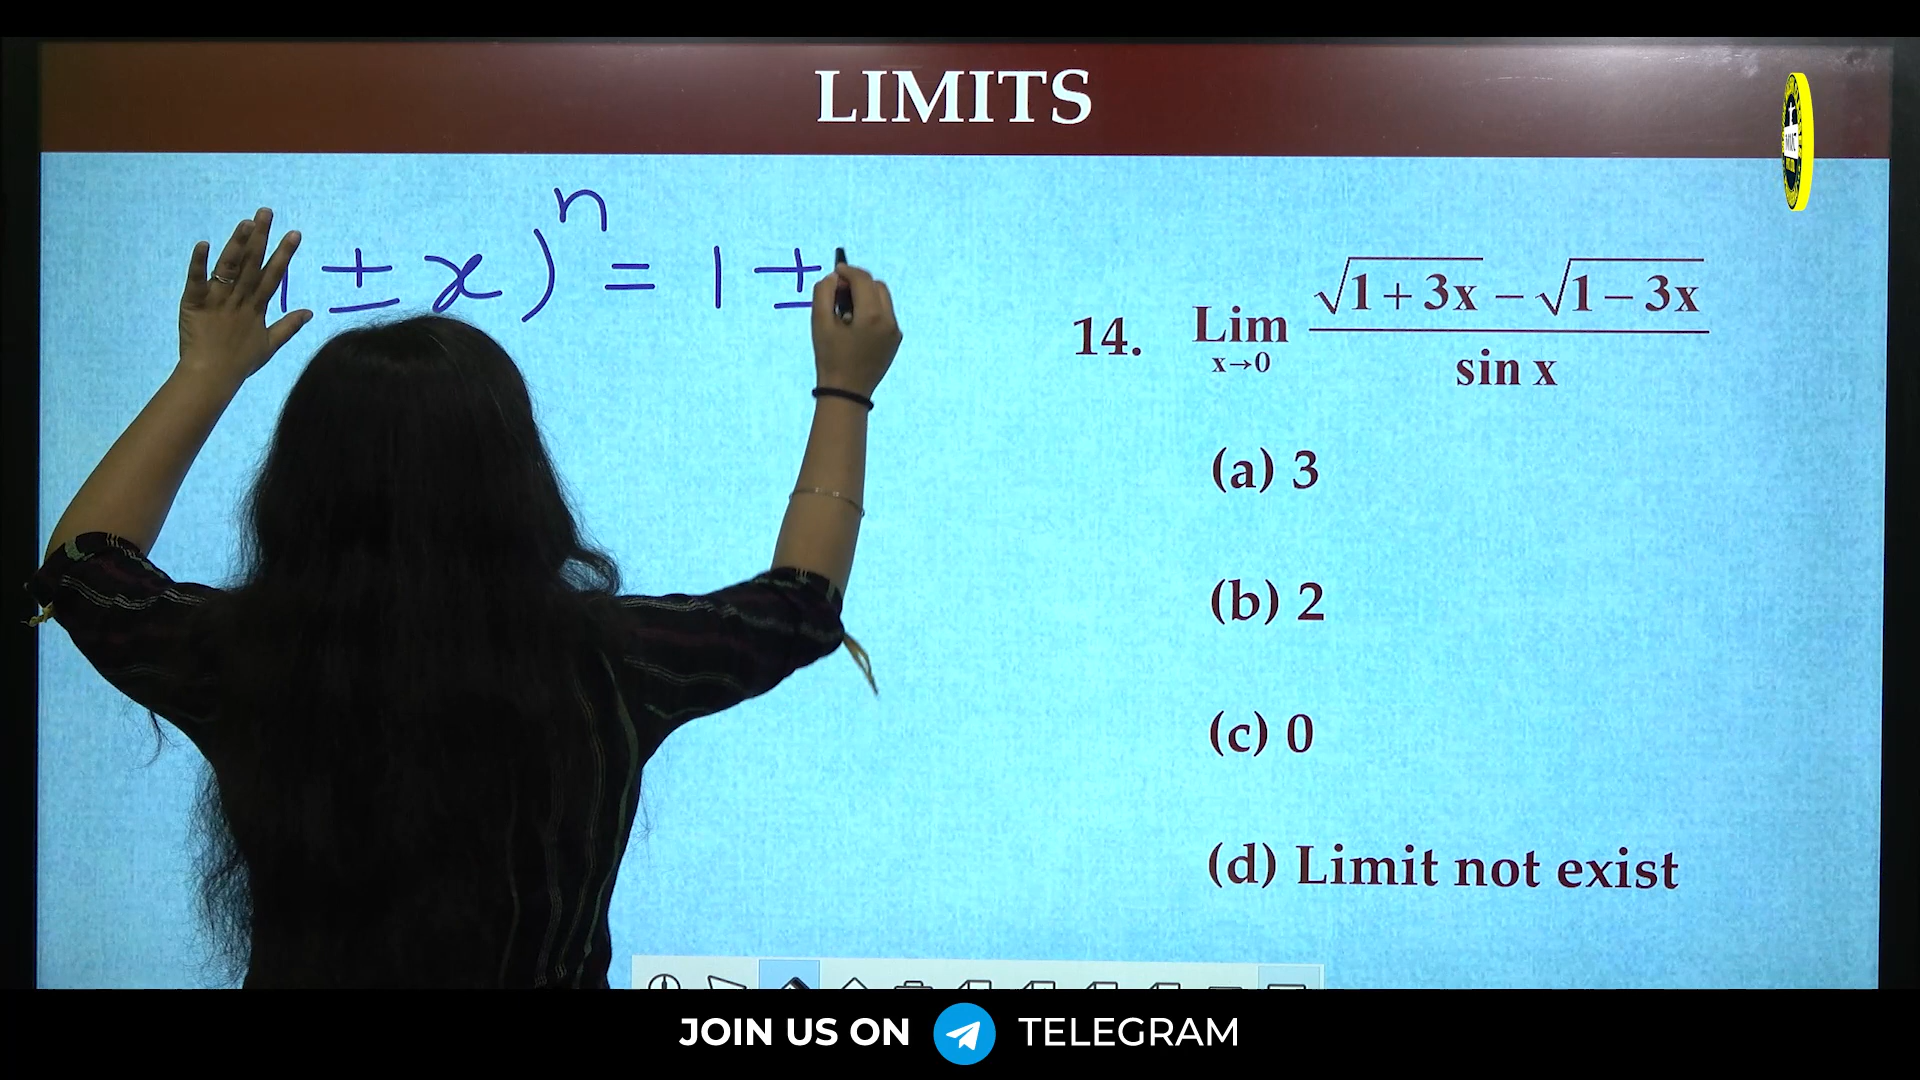 LIMITS
1 ± x)ⁿ = 1 ±
14. Lim x→0 (√1 + 3x − √1 − 3x) / sin x
(a) 3
(b) 2
(c) 0
(d) Limit not exist
JOIN US ON TELEGRAM